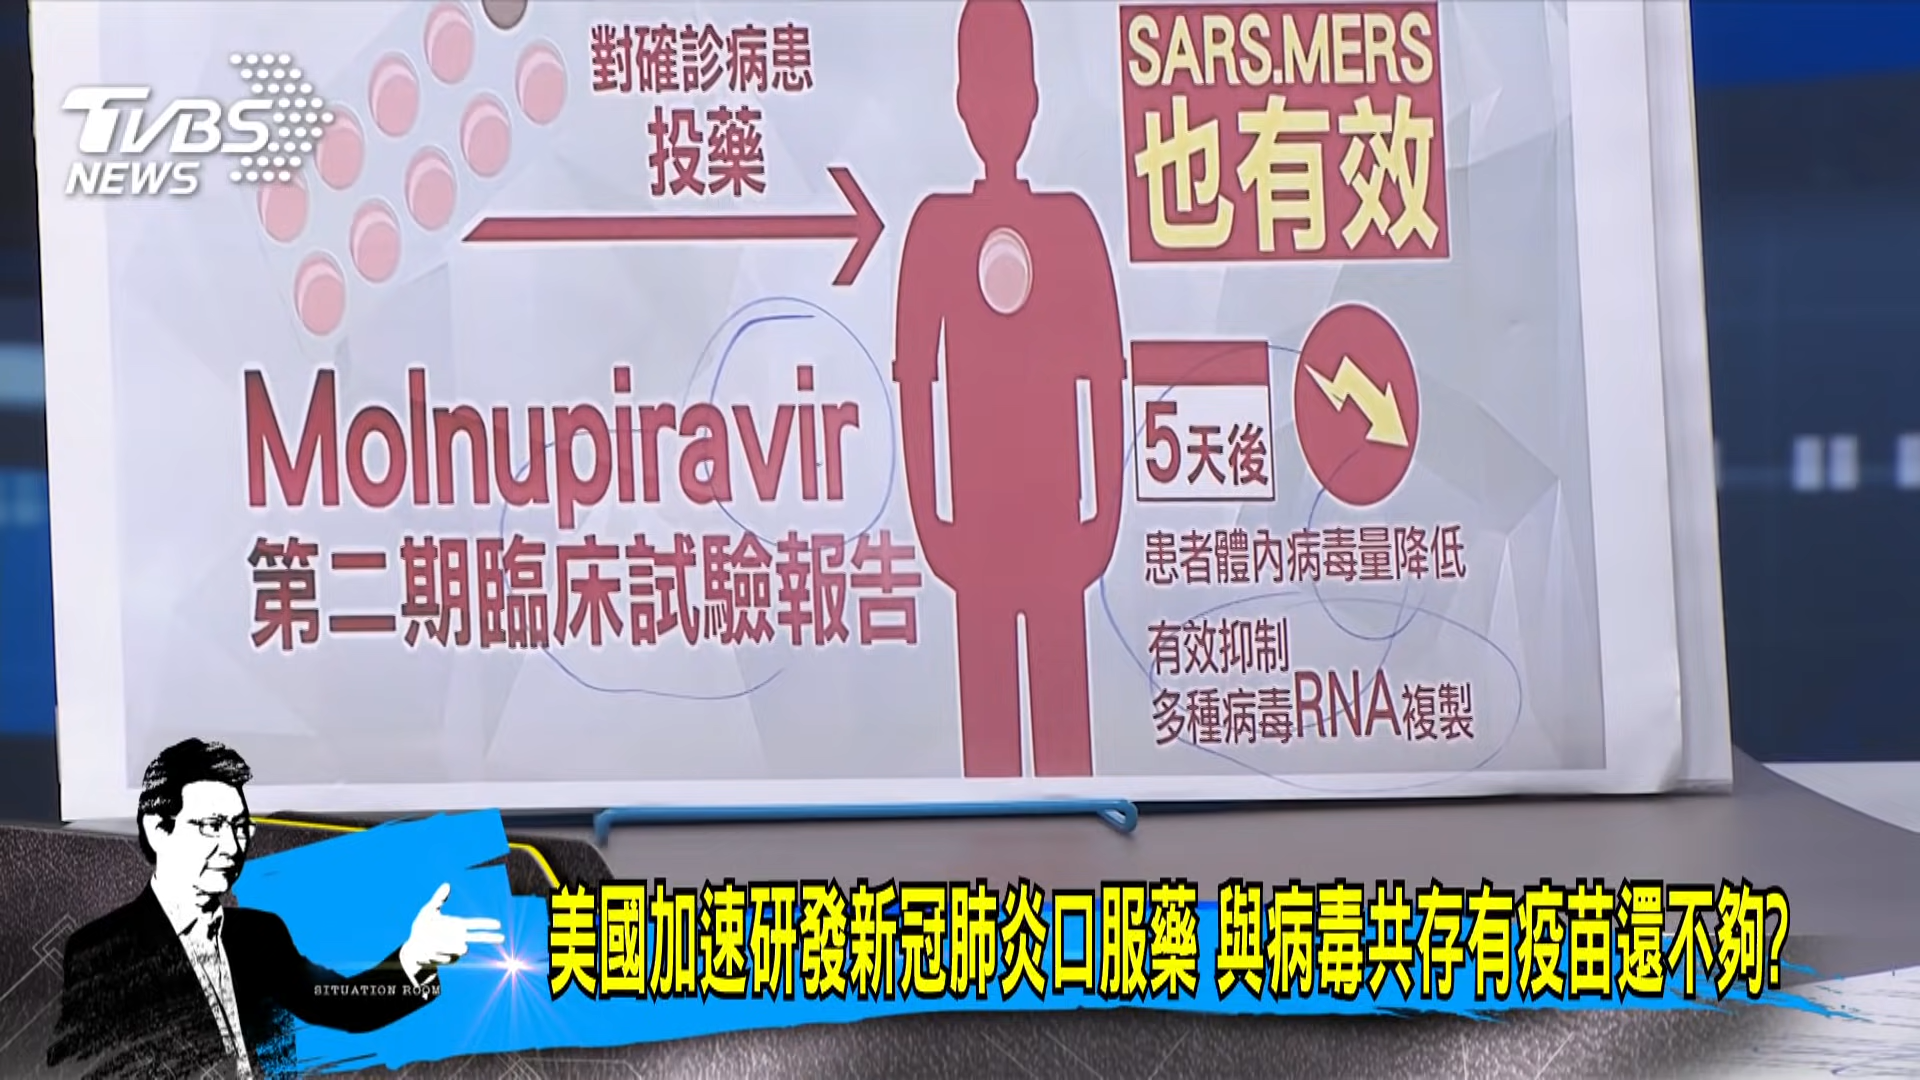 TVBS
NEWS
對確診病患
投藥
SARS.MERS
也有效
Molnupiravir
第二期臨床試驗報告
5天後
患者體內病毒量降低
有效抑制
多種病毒RNA複製
SITUATION ROOM
美國加速研發新冠肺炎口服藥 與病毒共存有疫苗還不夠?